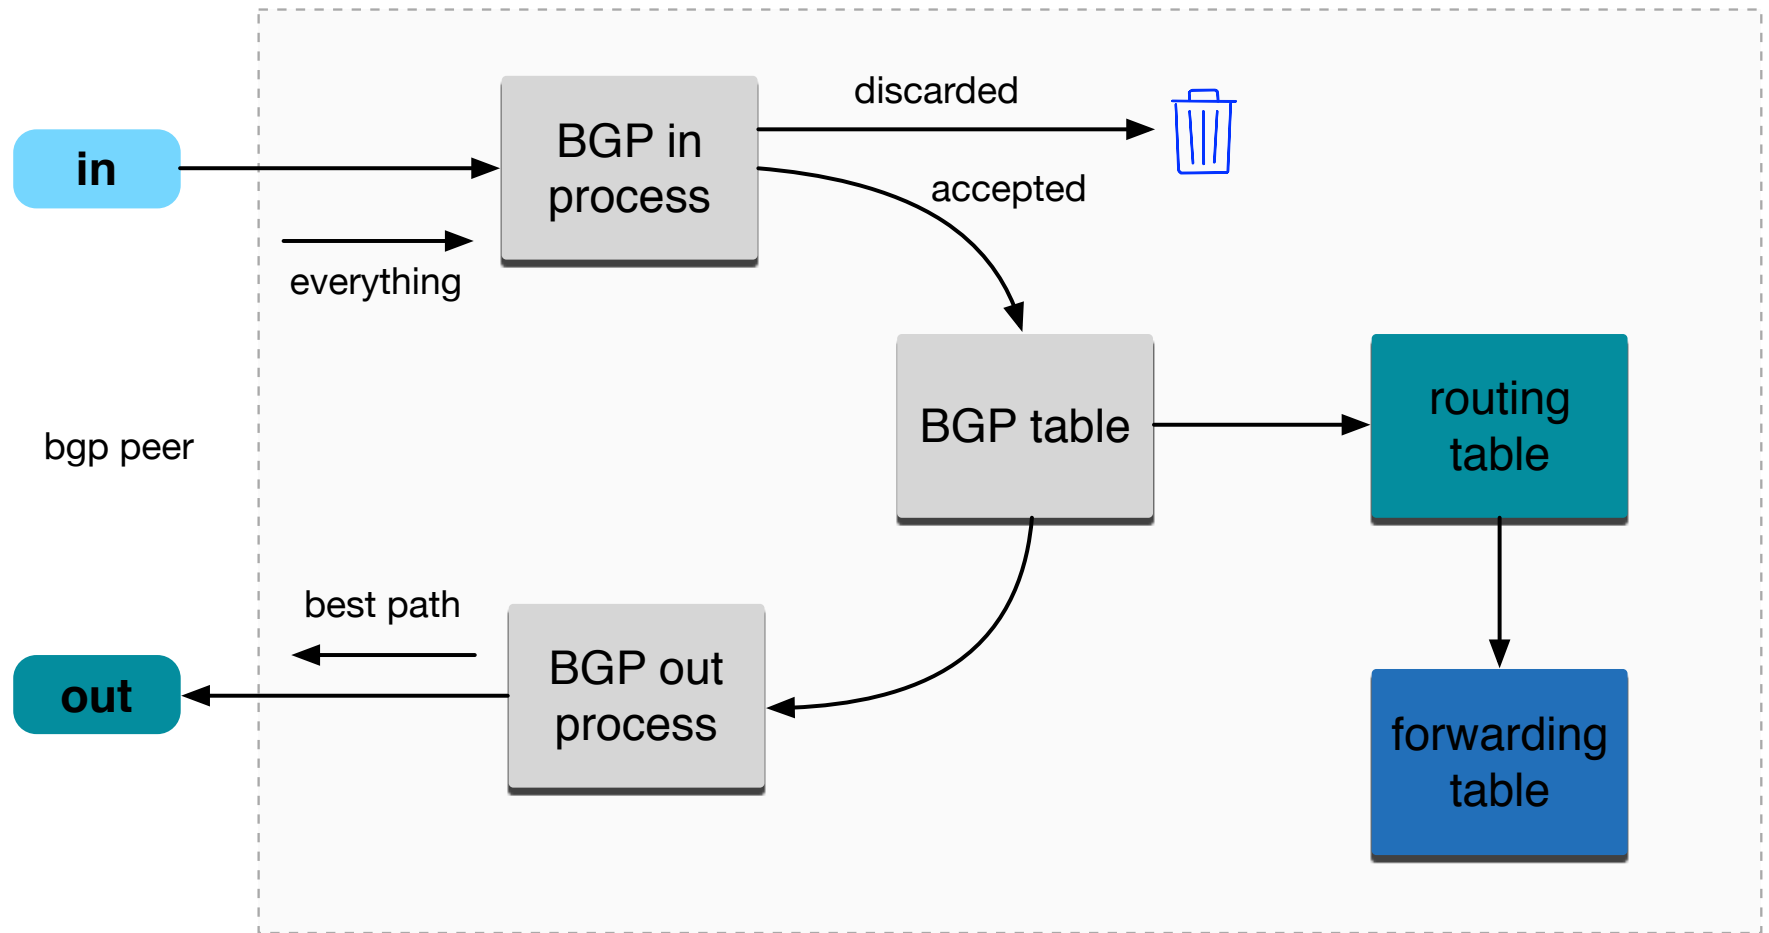 in
everything
BGP in
process
discarded
accepted
bgp peer
BGP table
routing
table
best path
out
BGP out
process
forwarding
table